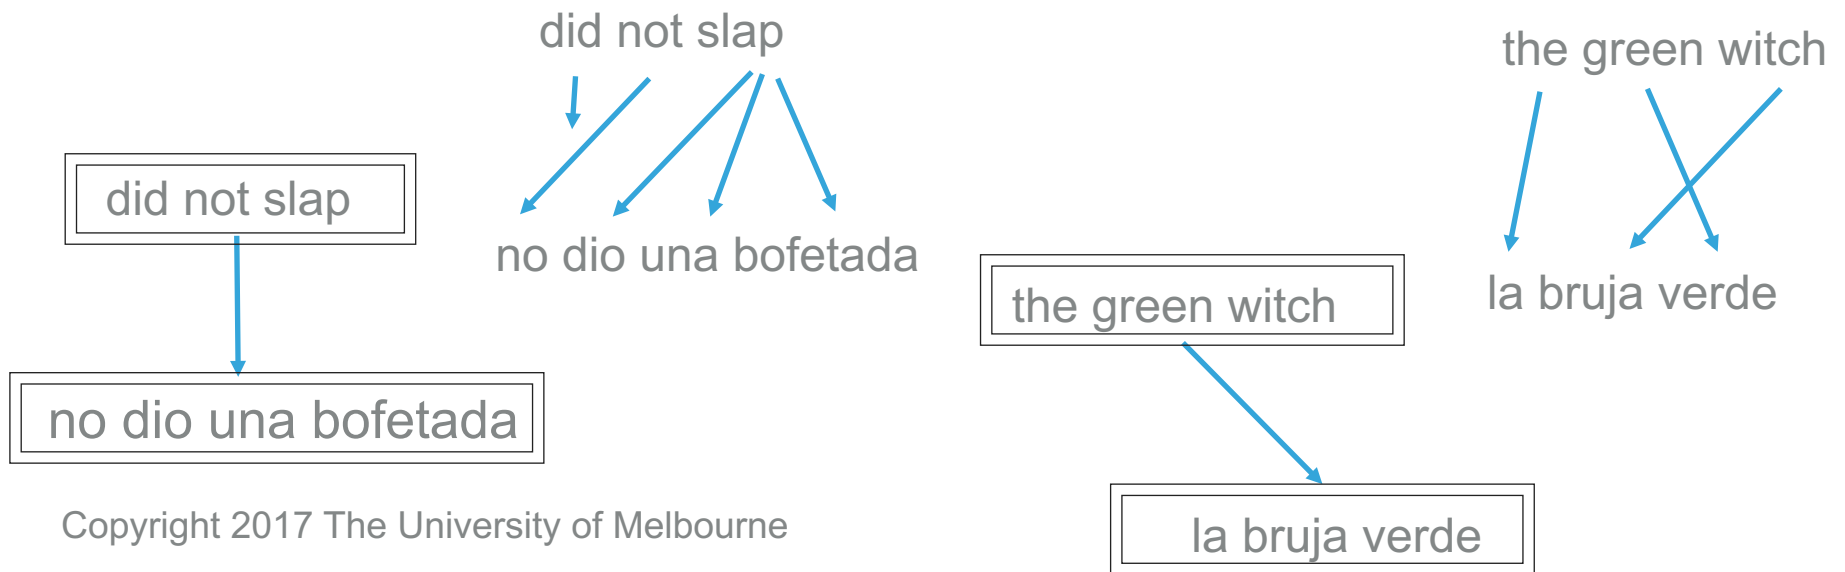 did not slap
the green witch
did not slap
no dio una bofetada
the green witch
la bruja verde
no dio una bofetada
Copyright 2017 The University of Melbourne
la bruja verde